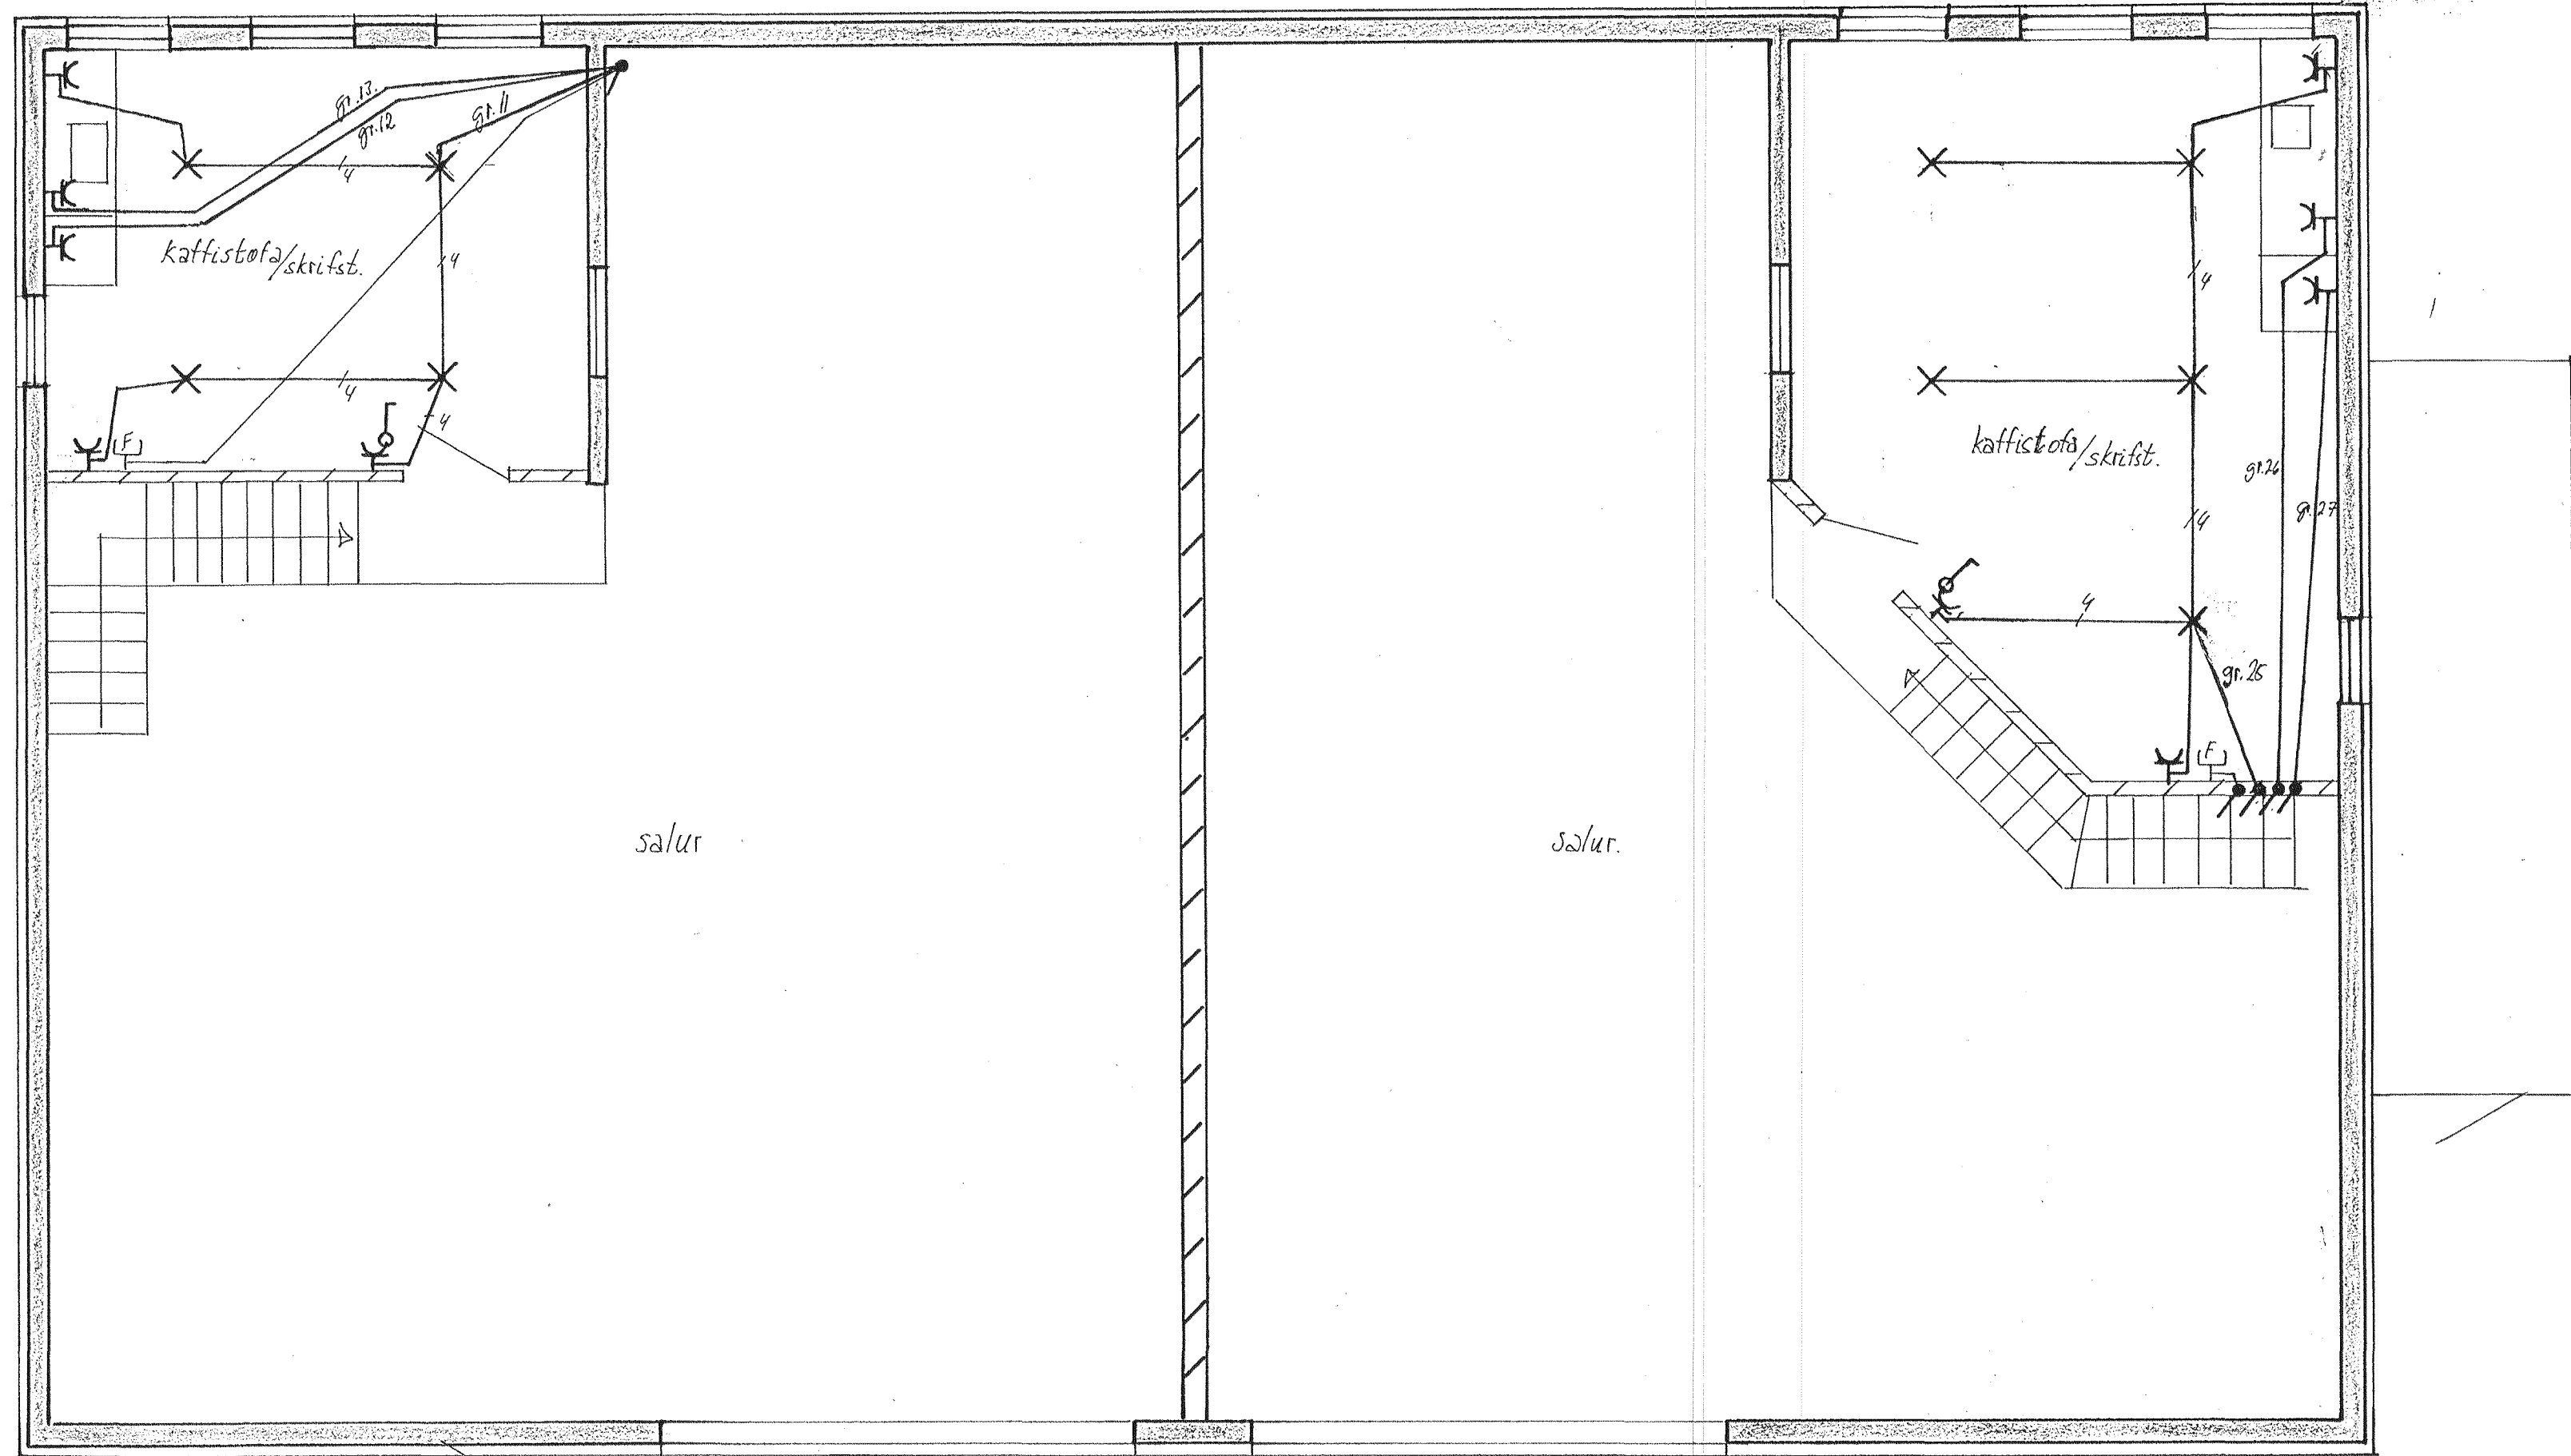 gr.13.
gr.12
gr.11
4
kaffistofa/skrifst.
4
4
4
F
salur
salur.
4
kaffistofa/skrifst.
gr.26
gr.27
4
4
gr.25
F